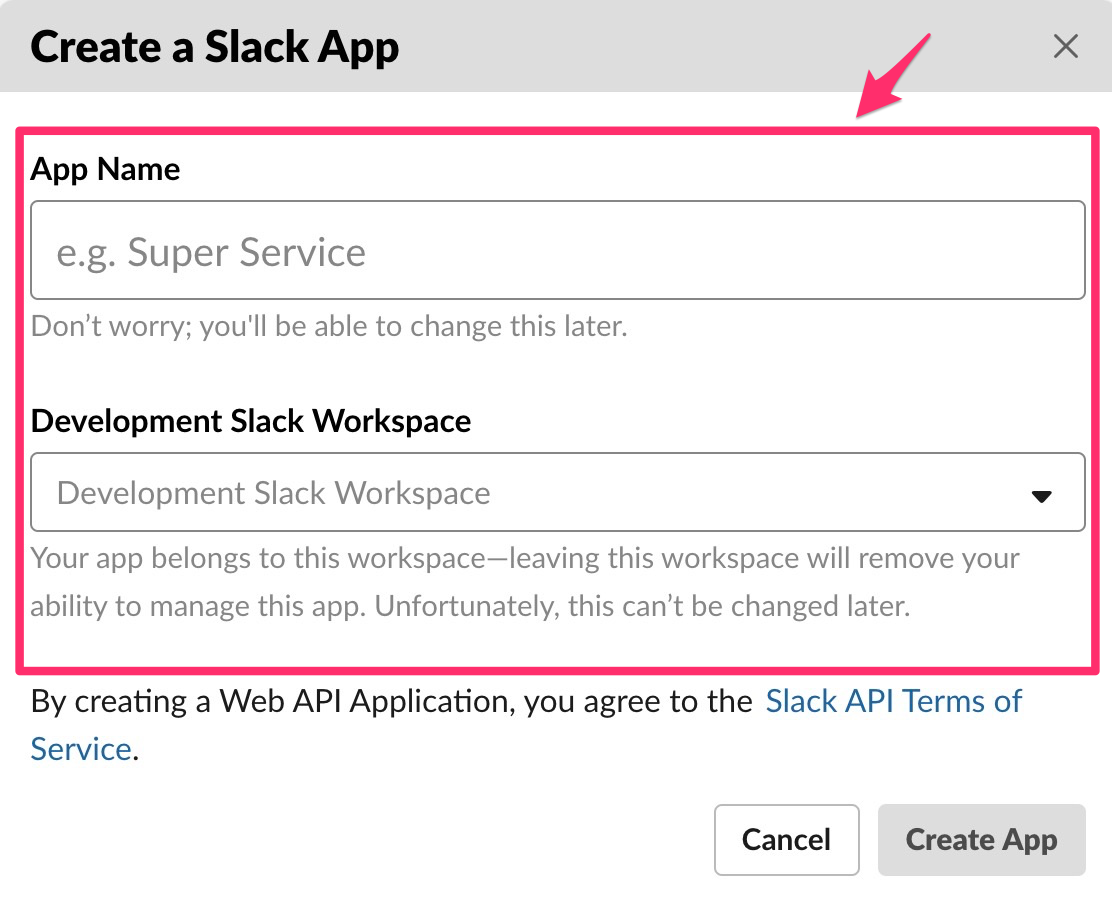 Create a Slack App
App Name
e.g. Super Service
Don’t worry; you'll be able to change this later.
Development Slack Workspace
Development Slack Workspace
Your app belongs to this workspace—leaving this workspace will remove your
ability to manage this app. Unfortunately, this can’t be changed later.
By creating a Web API Application, you agree to the Slack API Terms of
Service.
Cancel
Create App